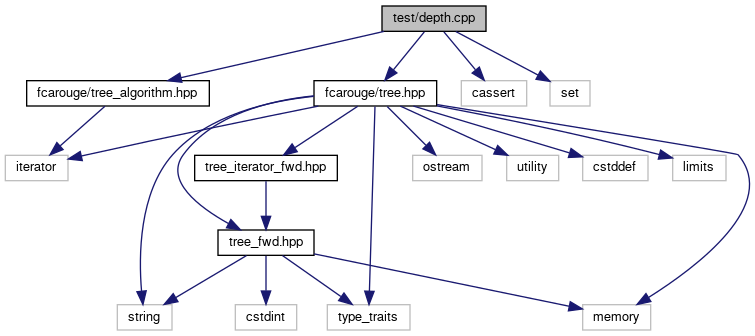 test/depth.cpp
fcarouge/tree_algorithm.hpp
fcarouge/tree.hpp
cassert
set
iterator
tree_iterator_fwd.hpp
ostream
utility
cstddef
limits
tree_fwd.hpp
string
cstdint
type_traits
memory